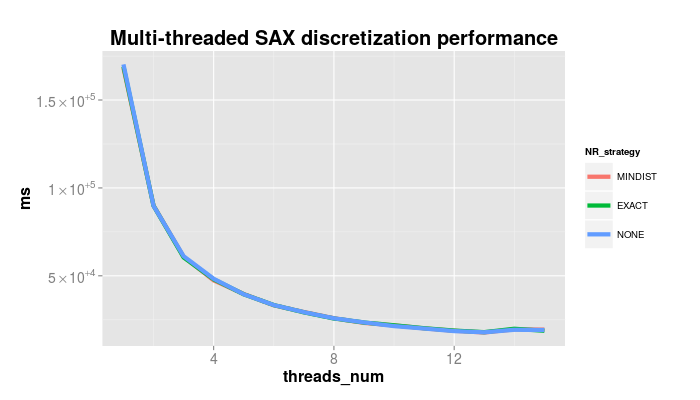 Multi-threaded SAX discretization performance
ms
1.5×10⁺⁵
1×10⁺⁵
5×10⁺⁴
4 8 12
threads_num
NR_strategy
MINDIST
EXACT
NONE